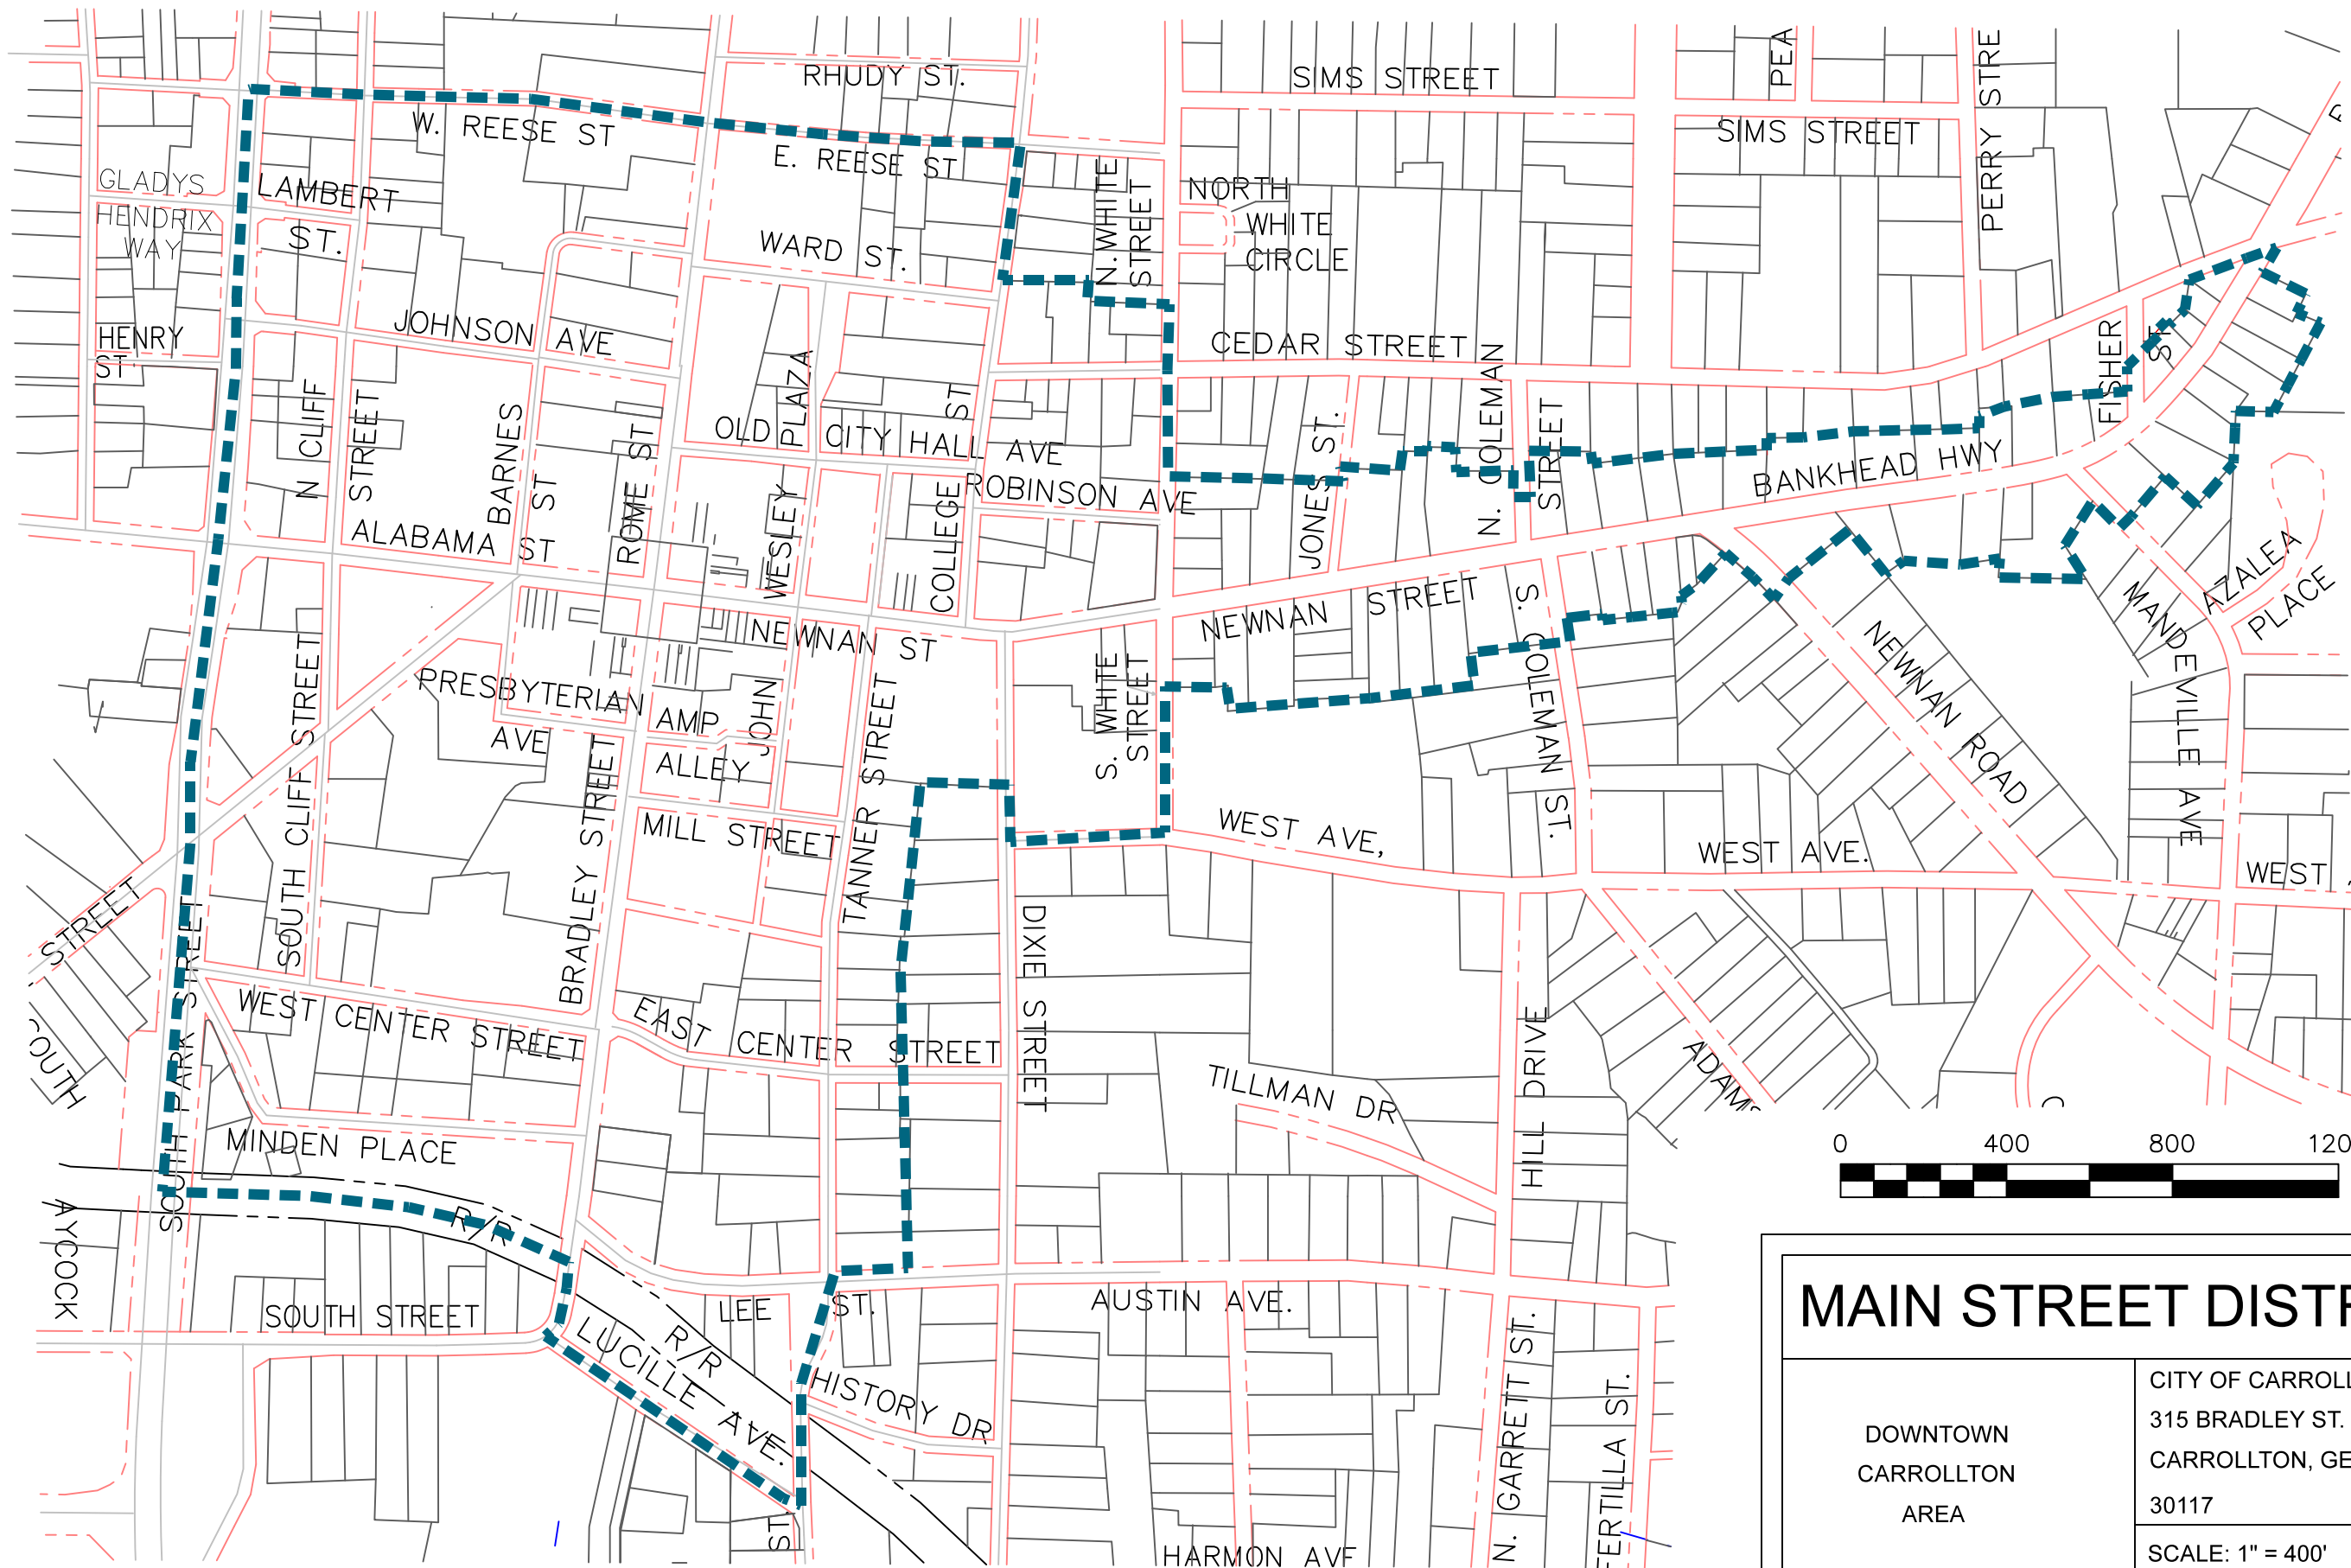 RHUDY ST.
SIMS STREET
PEA
PERRY STRE
W. REESE ST
E. REESE ST
SIMS STREET
GLADYS
HENDRIX
WAY
LAMBERT
ST.
WARD ST.
N.WHITE
STREET
NORTH
WHITE
CIRCLE
HENRY
ST
JOHNSON AVE
N CLIFF
STREET
BARNES
ST
ROME ST
OLD
PLAZA
WESLEY
CITY HALL AVE
COLLEGE
ST
ROBINSON AVE
CEDAR STREET
JONES ST.
N. COLEMAN
STREET
FISHER
ST
BANKHEAD HWY
ALABAMA ST
NEWNAN ST
NEWNAN STREET
S. COLEMAN ST.
NEWNAN ROAD
MANDEVILLE AVE
AZALEA
PLACE
SOUTH CLIFF STREET
PRESBYTERIAN
AVE
AMP
ALLEY
JOHN
TANNER STREET
S. WHITE
STREET
BRADLEY STREET
MILL STREET
WEST AVE,
WEST AVE.
WEST
STREET
SOUTH
SOUTH PARK STREET
WEST CENTER STREET
EAST CENTER STREET
DIXIE STREET
HILL DRIVE
TILLMAN DR
ADAMS
MINDEN PLACE
AYCOCK
R/R
SOUTH STREET
LUCILLE AVE.
R/R
LEE ST.
AUSTIN AVE.
HISTORY DR
ST.
N. GARRETT ST.
FERTILLA ST.
HARMON AVE
0 400 800 120
MAIN STREET DISTR
DOWNTOWN
CARROLLTON
AREA
CITY OF CARROLL
315 BRADLEY ST.
CARROLLTON, GE
30117
SCALE: 1" = 400'